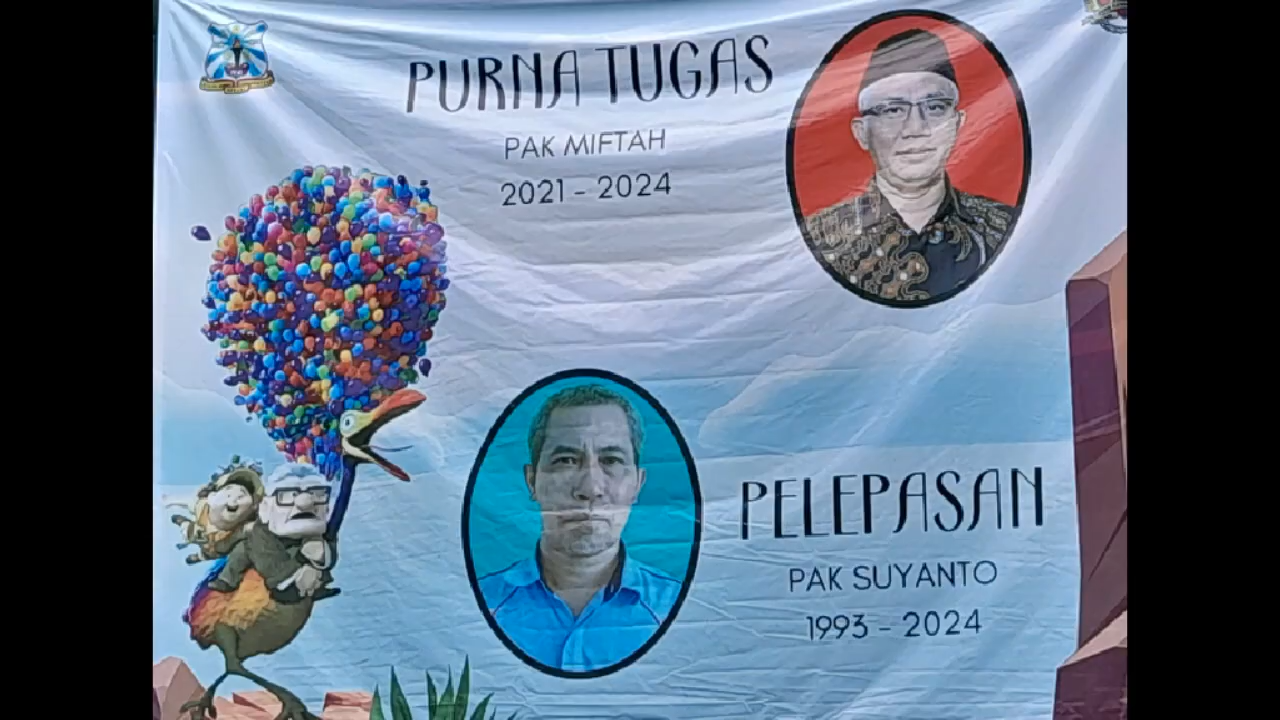 PURNA TUGAS
PAK MIFTAH
2021 - 2024
PELEPASAN
PAK SUYANTO
1993 - 2024